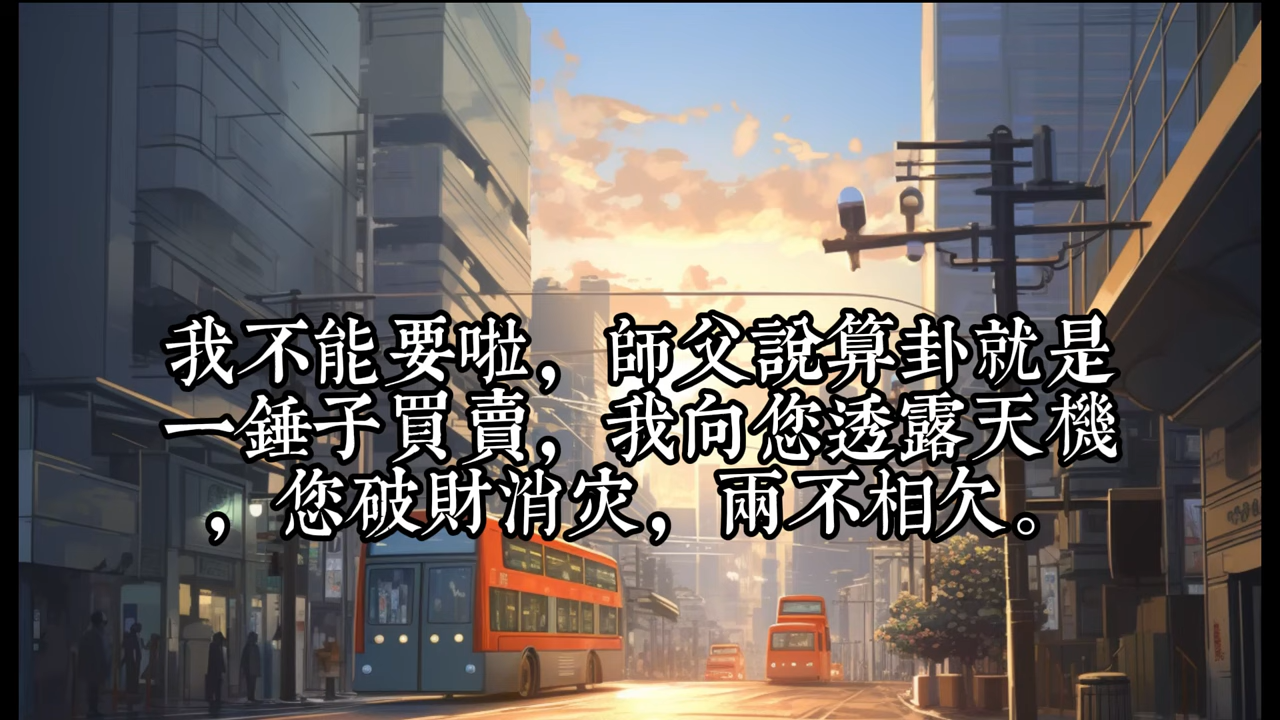 我不能要啦，師父說算卦就是
一錘子買賣，我向您透露天機
，您破財消灾，兩不相欠。